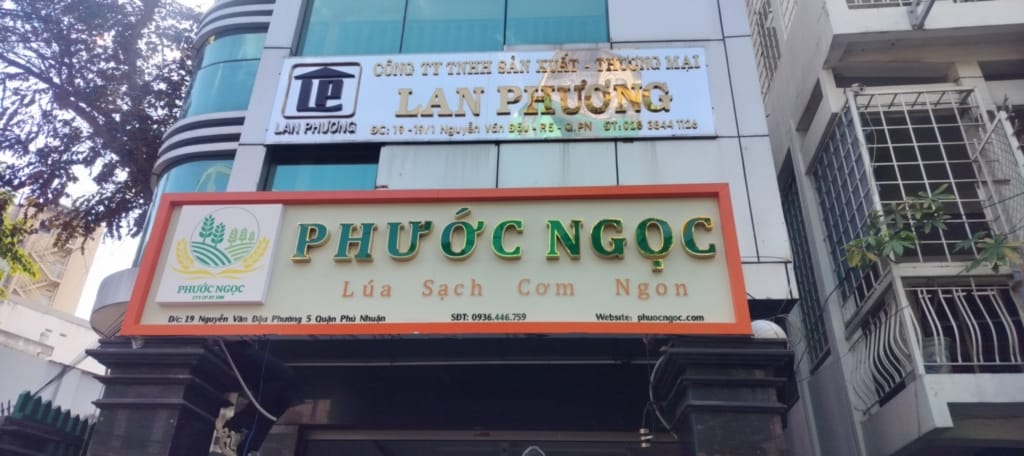 CÔNG TY TNHH SẢN XUẤT - THƯƠNG MẠI
LAN PHƯƠNG
LP
LAN PHƯƠNG
ĐC: 19 -19/1 Nguyễn Văn Đậu - P.5 - Q.PN ĐT: 028 3844 1126
PHƯỚC NGỌC
Lúa Sạch Cơm Ngon
PHƯỚC NGỌC
Đ/c: 19 Nguyễn Văn Đậu Phường 5 Quận Phú Nhuận SĐT: 0936.446.759 Website: phuocngoc.com